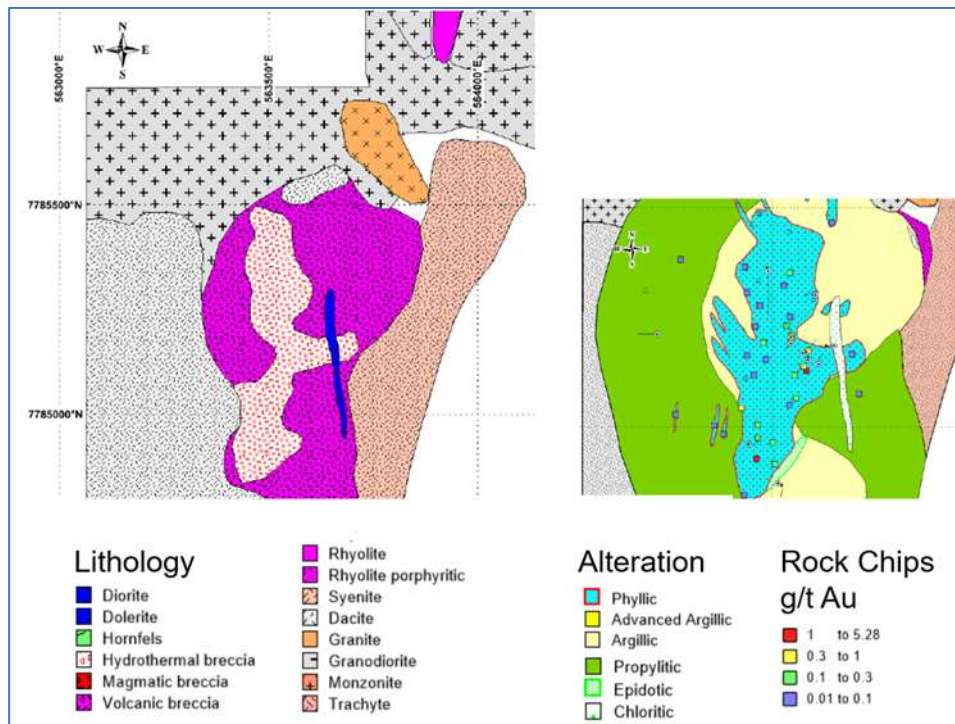 N
W E
S
563000°E
563500°E
564000°E
7785500°N
7785000°N
N
S
Lithology
Diorite
Dolerite
Hornfels
Hydrothermal breccia
Magmatic breccia
Volcanic breccia
Rhyolite
Rhyolite porphyritic
Syenite
Dacite
Granite
Granodiorite
Monzonite
Trachyte
Alteration
Phyllic
Advanced Argillic
Argillic
Propylitic
Epidotic
Chloritic
Rock Chips
g/t Au
1 to 5.28
0.3 to 1
0.1 to 0.3
0.01 to 0.1